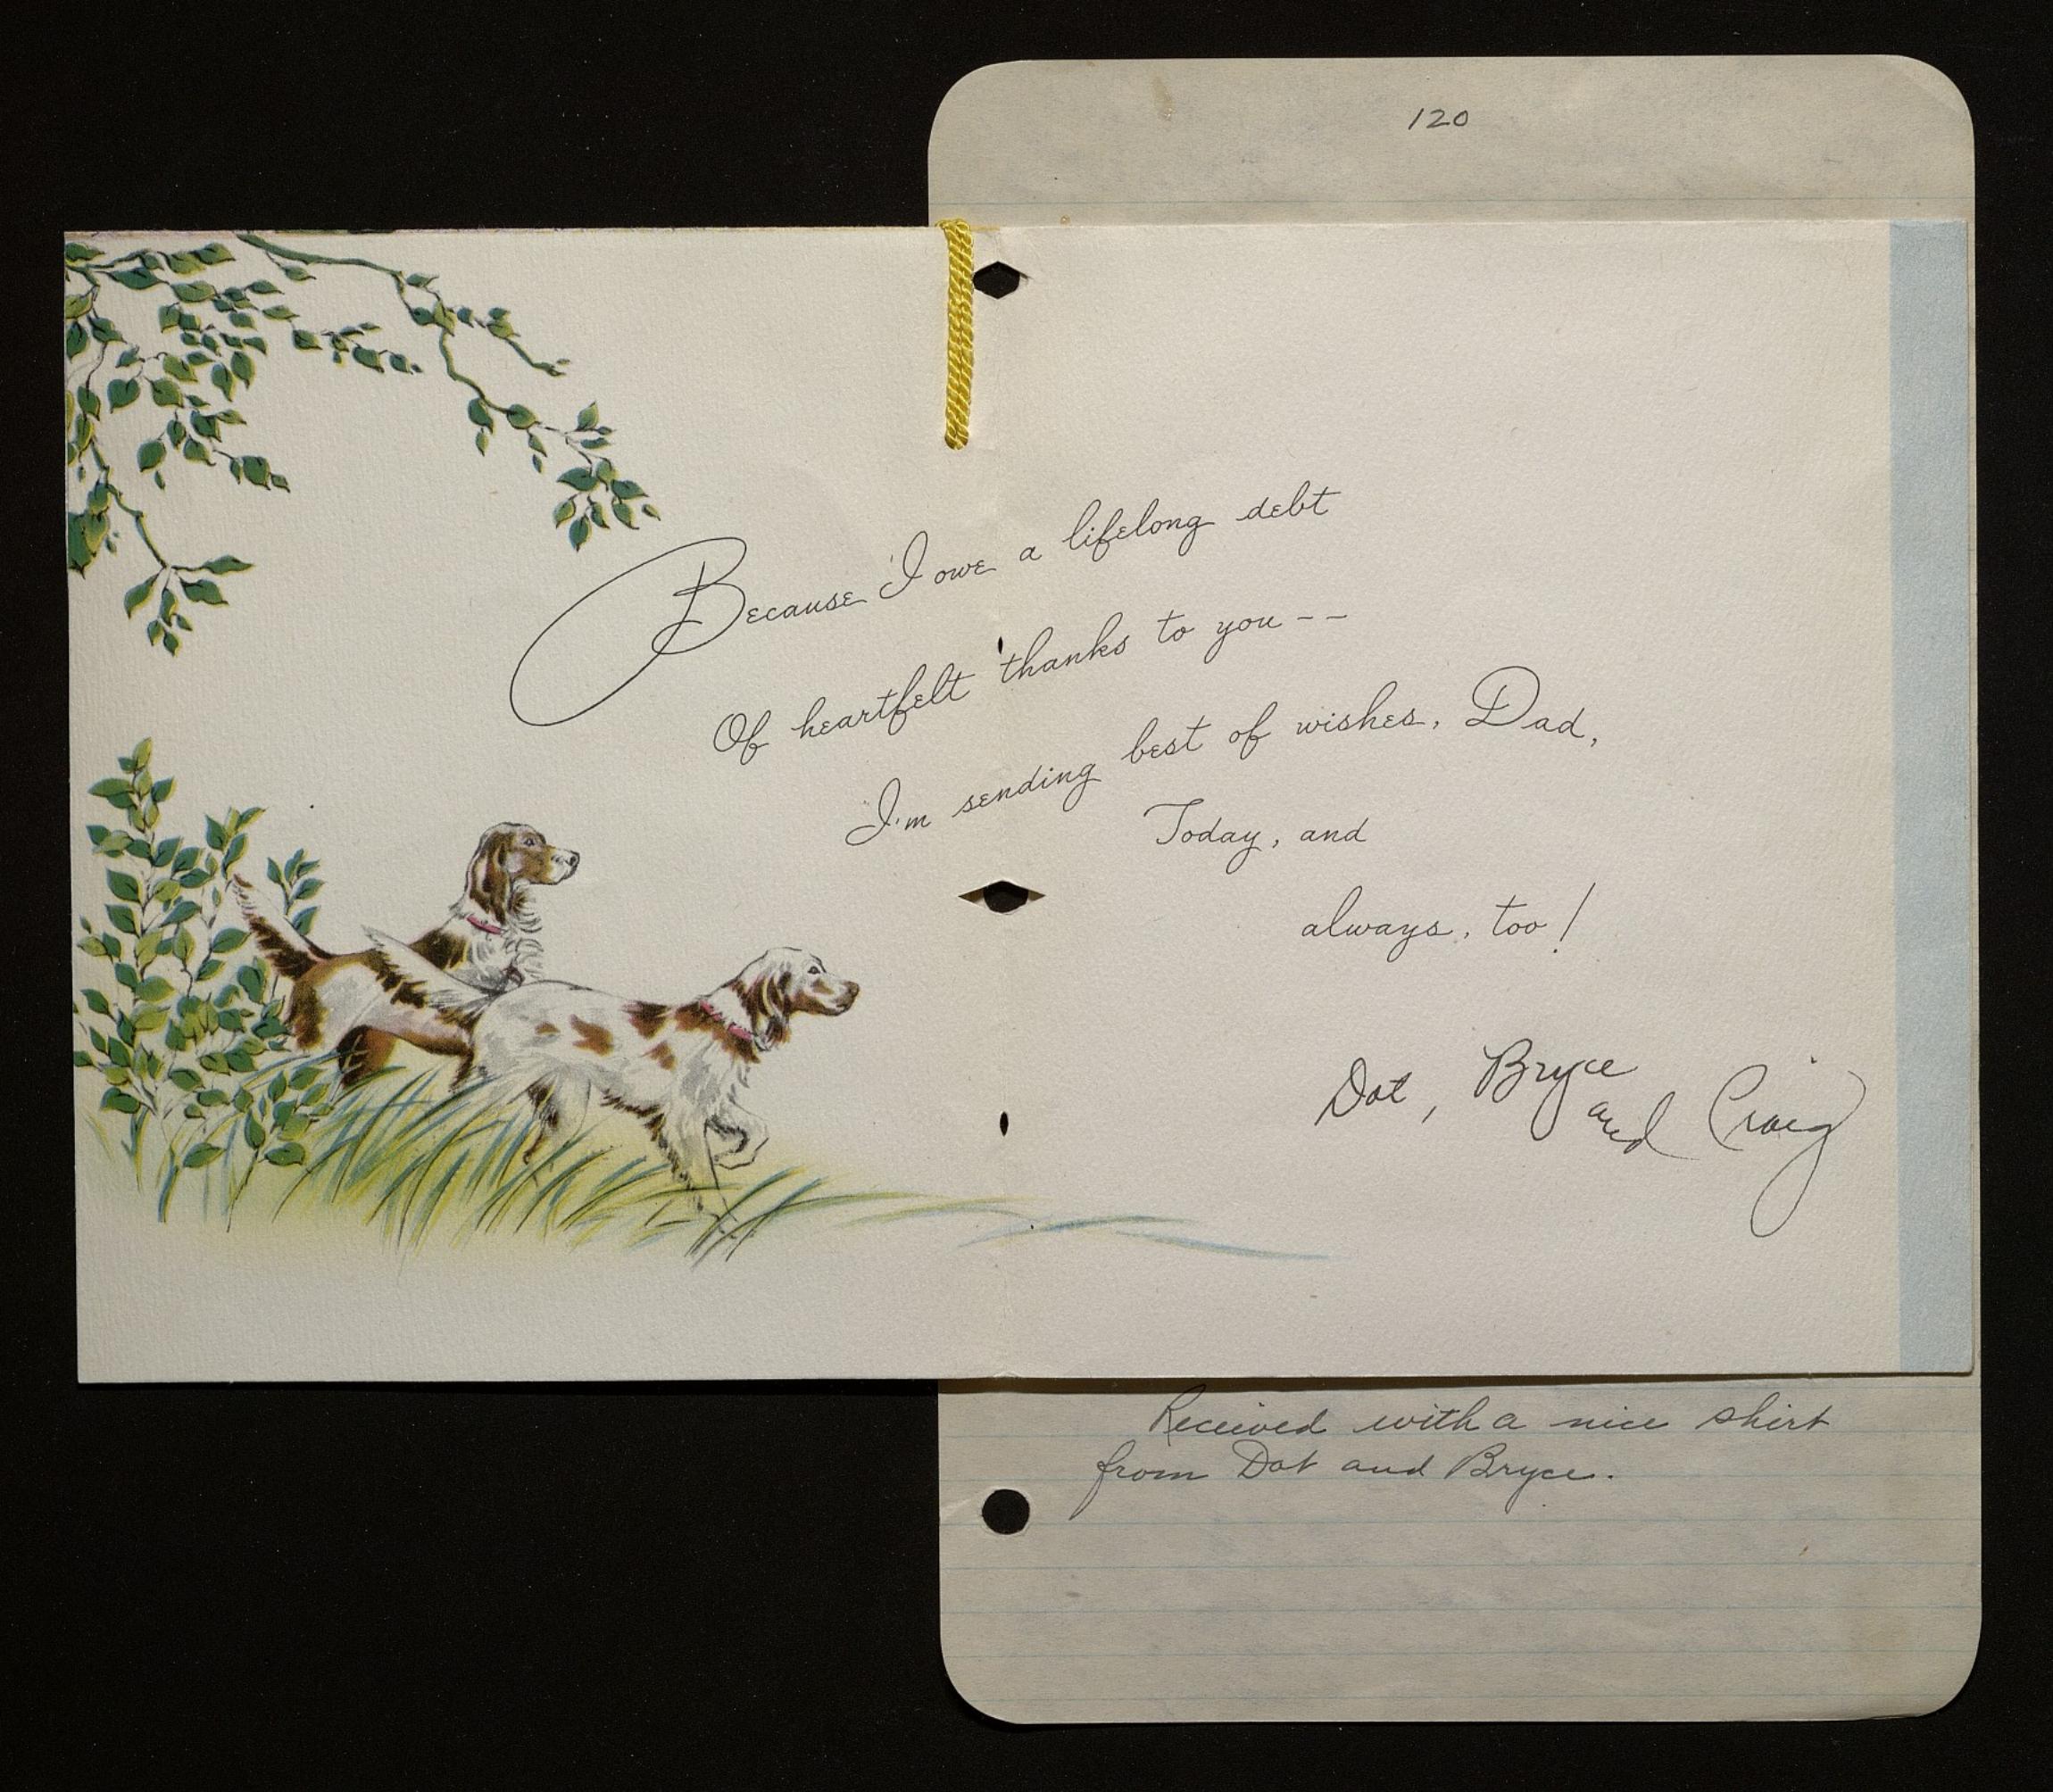 120
Because I owe a lifelong debt
Of heartfelt thanks to you--
I'm sending best of wishes, Dad,
Today, and
always, too!
Dot, Bryce
and Craig
Received with a nice shirt
from Dot and Bryce.